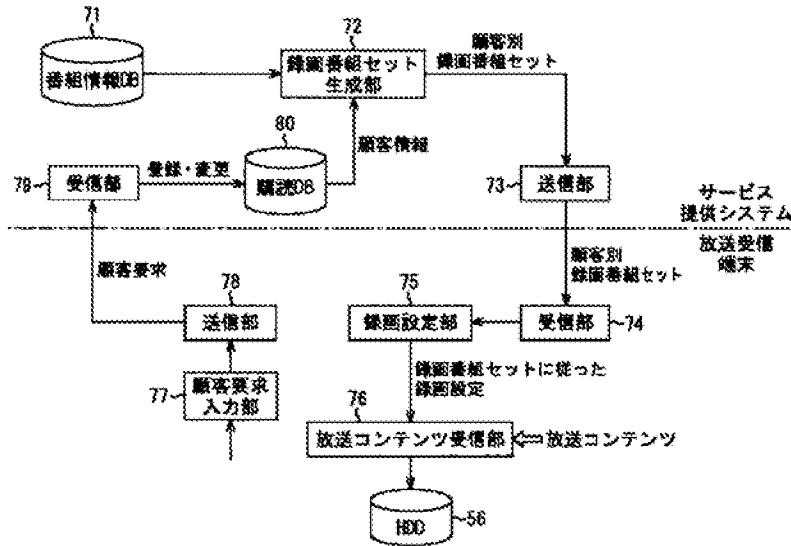 71
番組情報DB
72
録画番組セット
生成部
顧客別
録画番組セット
80
購読DB
顧客情報
79
受信部
登録・変更
73
送信部
サービス
提供システム
放送受信
端末
顧客要求
78
送信部
75
録画設定部
顧客別
録画番組セット
受信部
74
77
顧客要求
入力部
録画番組セットに従った
録画設定
76
放送コンテンツ受信部
放送コンテンツ
HDD
56